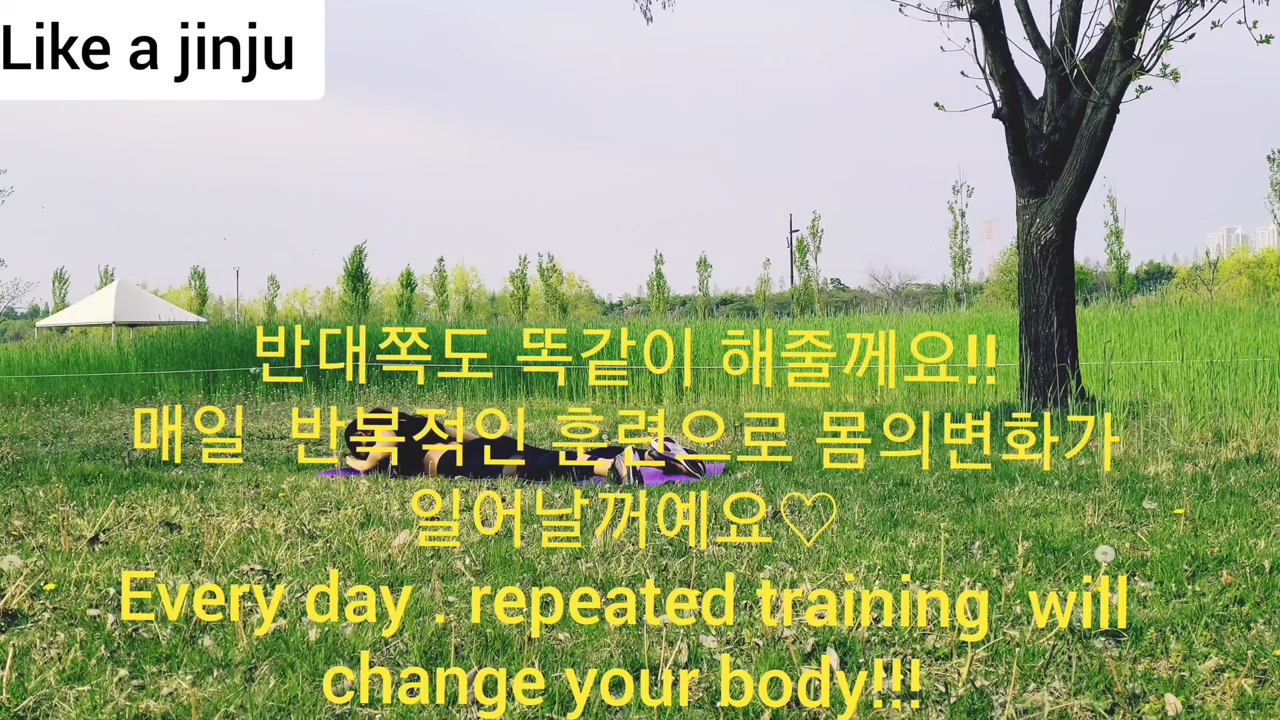 Like a jinju
반대쪽도 똑같이 해줄께요!!
매일 반복적인 훈련으로 몸의변화가
일어날꺼예요♡
Every day . repeated training will
change your body!!!